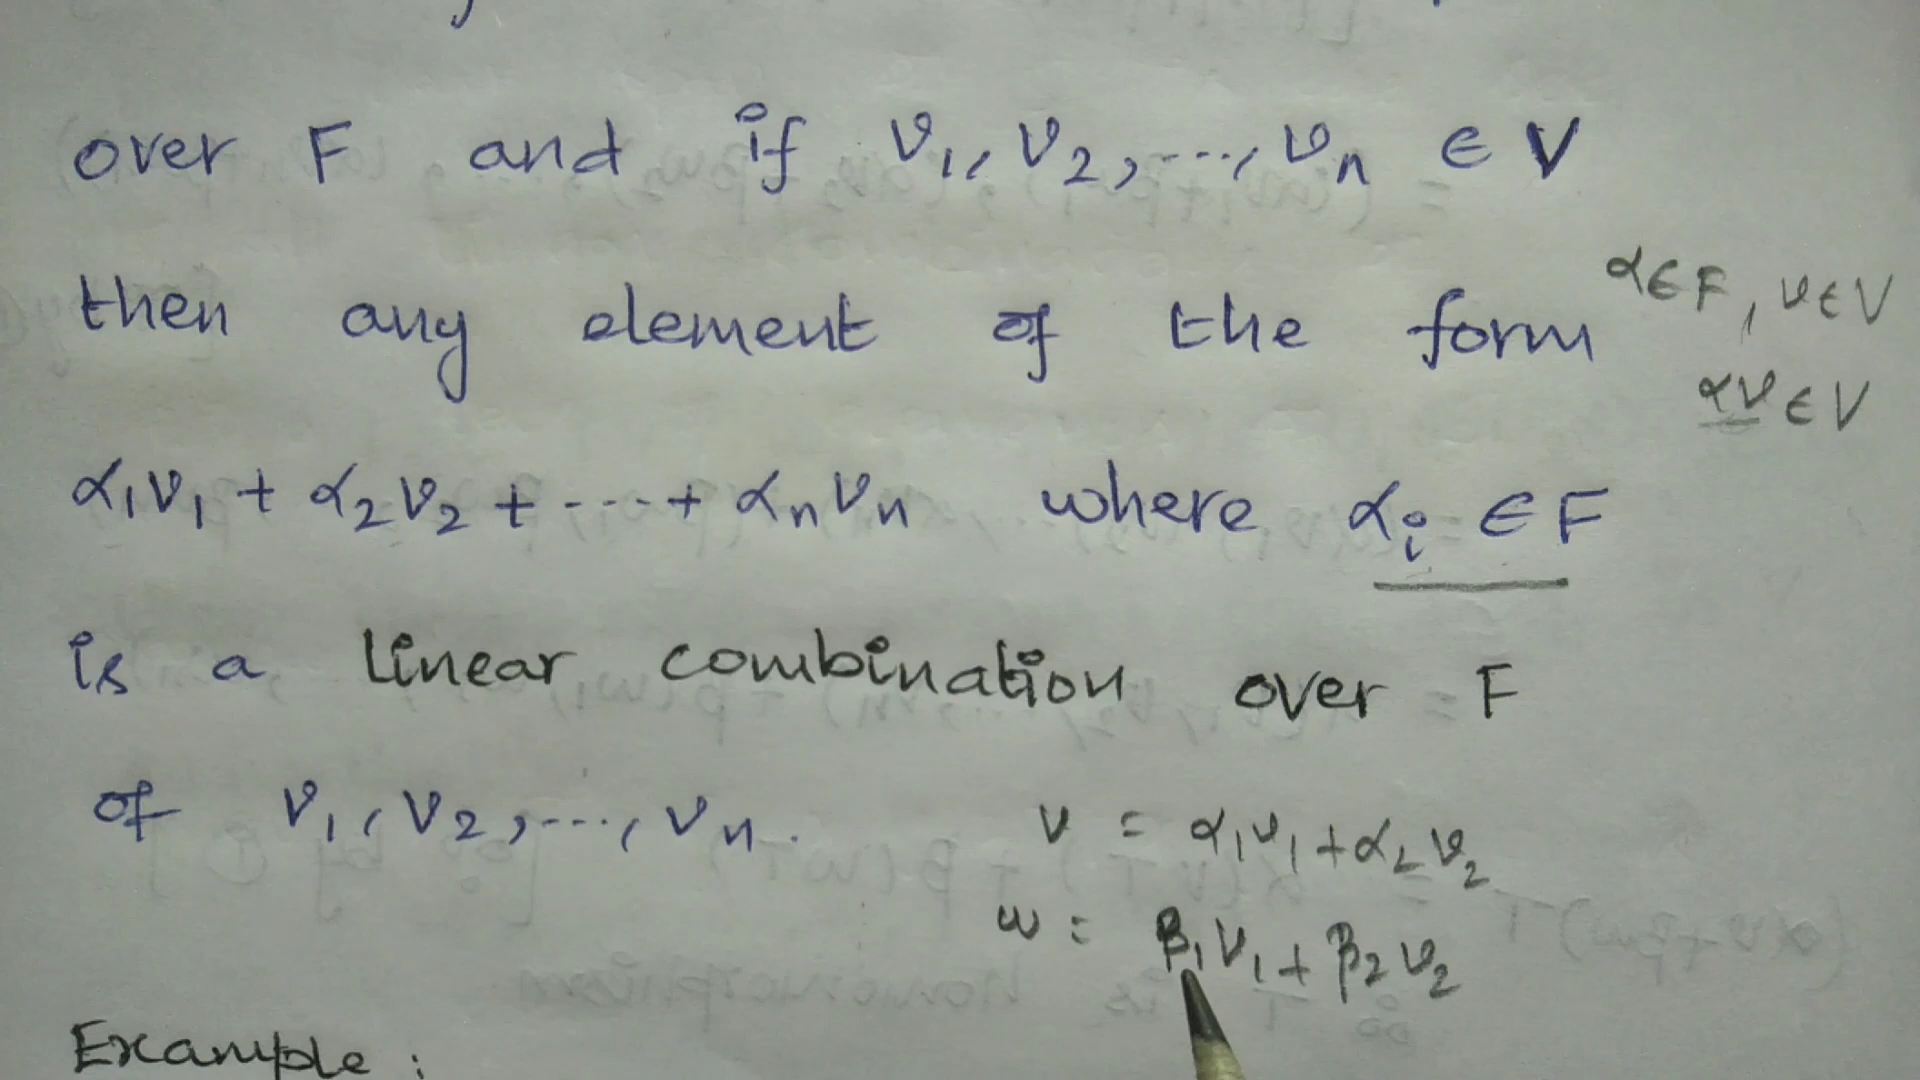 over F and if v₁, v₂, ..., vₙ ∈ V
then any element of the form
α∈F, v∈V
αv∈V
α₁v₁ + α₂v₂ + ... + αₙvₙ where αᵢ ∈ F
is a linear combination over F
of v₁, v₂, ..., vₙ.
v = α₁v₁ + α₂v₂
w = β₁v₁ + β₂v₂
Example: